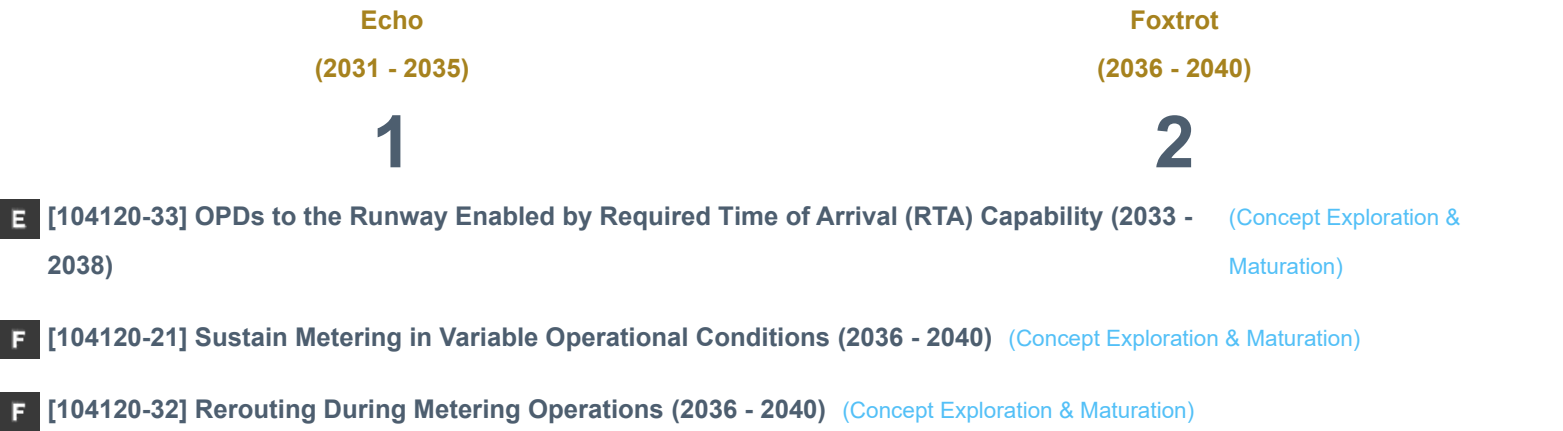 Echo
Foxtrot
(2031 - 2035)
(2036 - 2040)
1
2
E [104120-33] OPDs to the Runway Enabled by Required Time of Arrival (RTA) Capability (2033 -
2038)
(Concept Exploration &
Maturation)
F [104120-21] Sustain Metering in Variable Operational Conditions (2036 - 2040) (Concept Exploration & Maturation)
F [104120-32] Rerouting During Metering Operations (2036 - 2040) (Concept Exploration & Maturation)